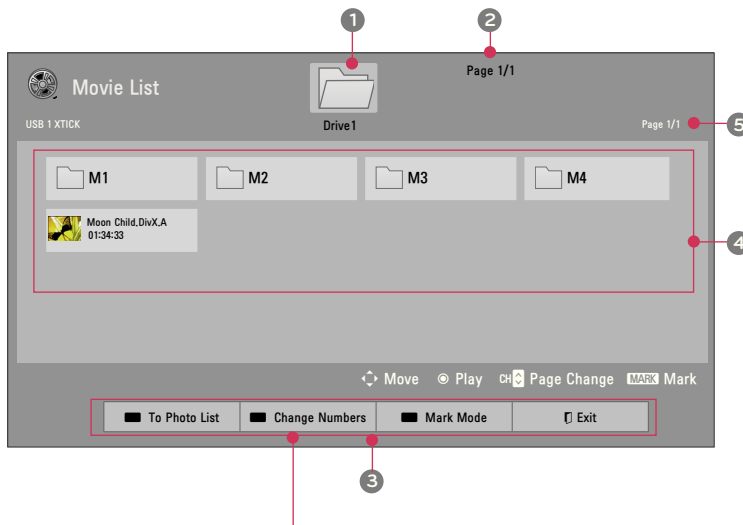 1
2
Page 1/1
Movie List
USB 1 XTICK
Drive1
Page 1/1
5
M1
M2
M3
M4
Moon Child,DivX,A
01:34:33
4
Move
Play
CH Page Change
MARK Mark
To Photo List
Change Numbers
Mark Mode
Exit
3